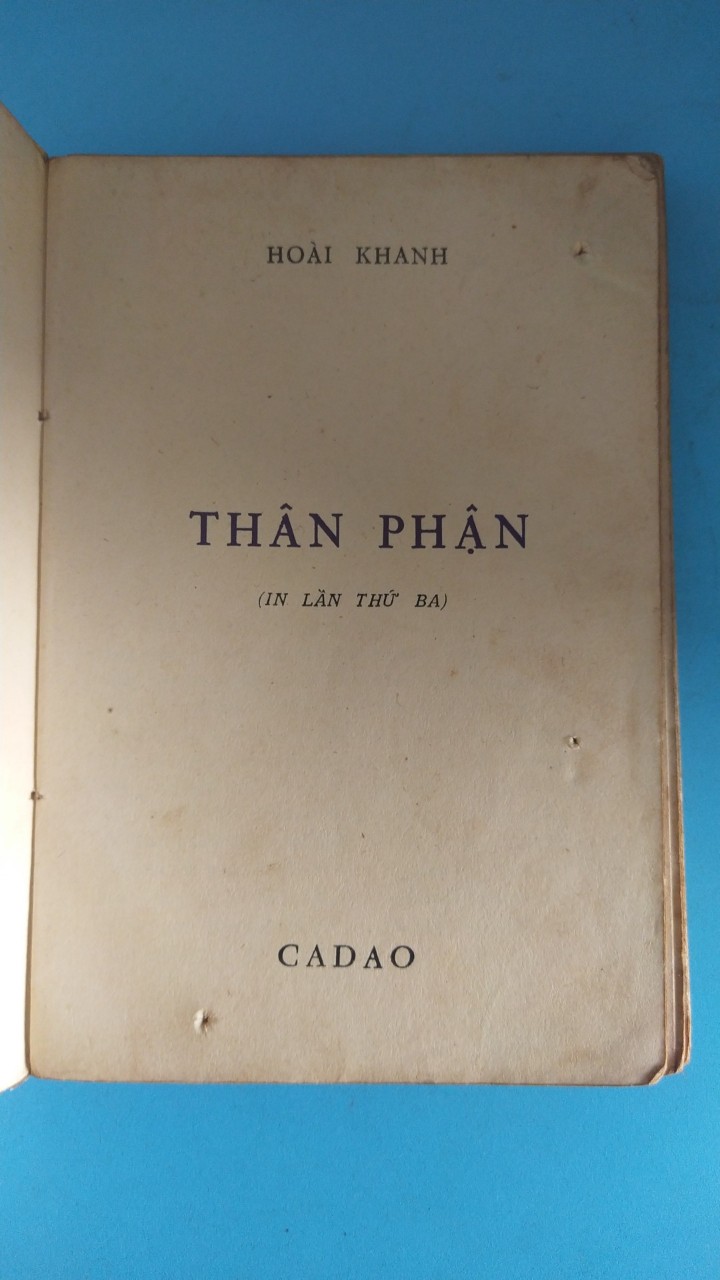 HOÀI KHANH
THÂN PHẬN
(IN LẦN THỨ BA)
CADAO